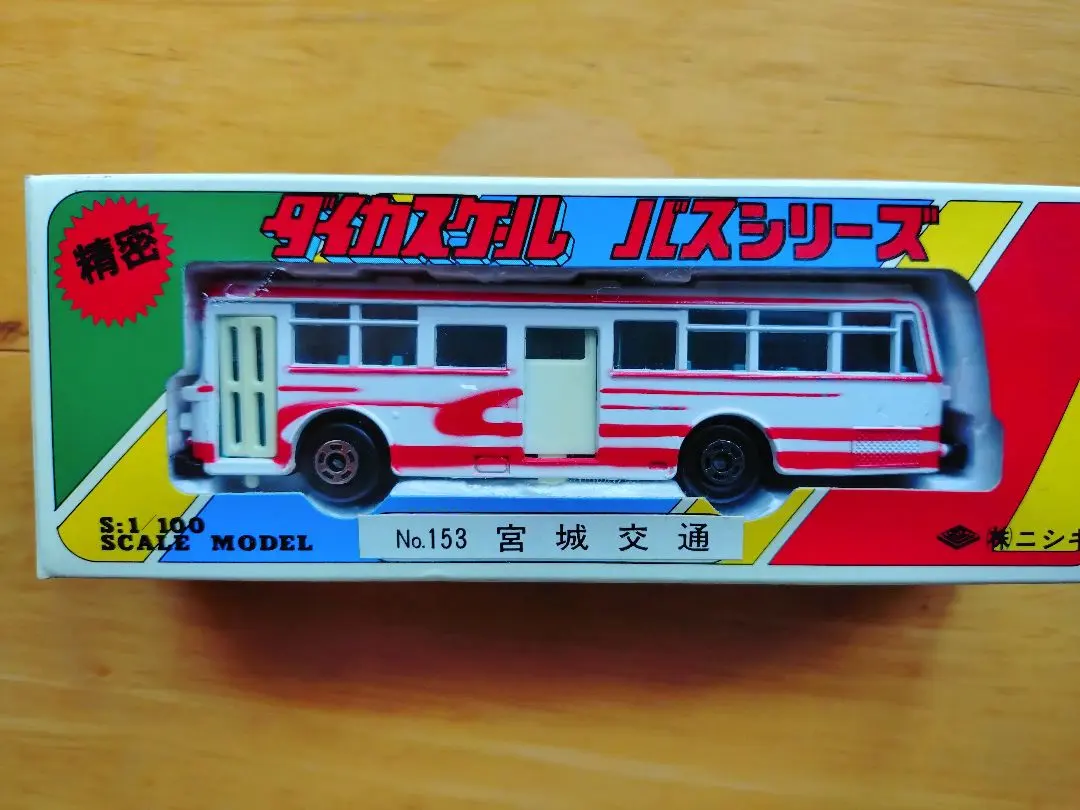 精密
ダイカスケール バスシリーズ
S:1/100
SCALE MODEL
No.153 宮城交通
㈱ニシキ